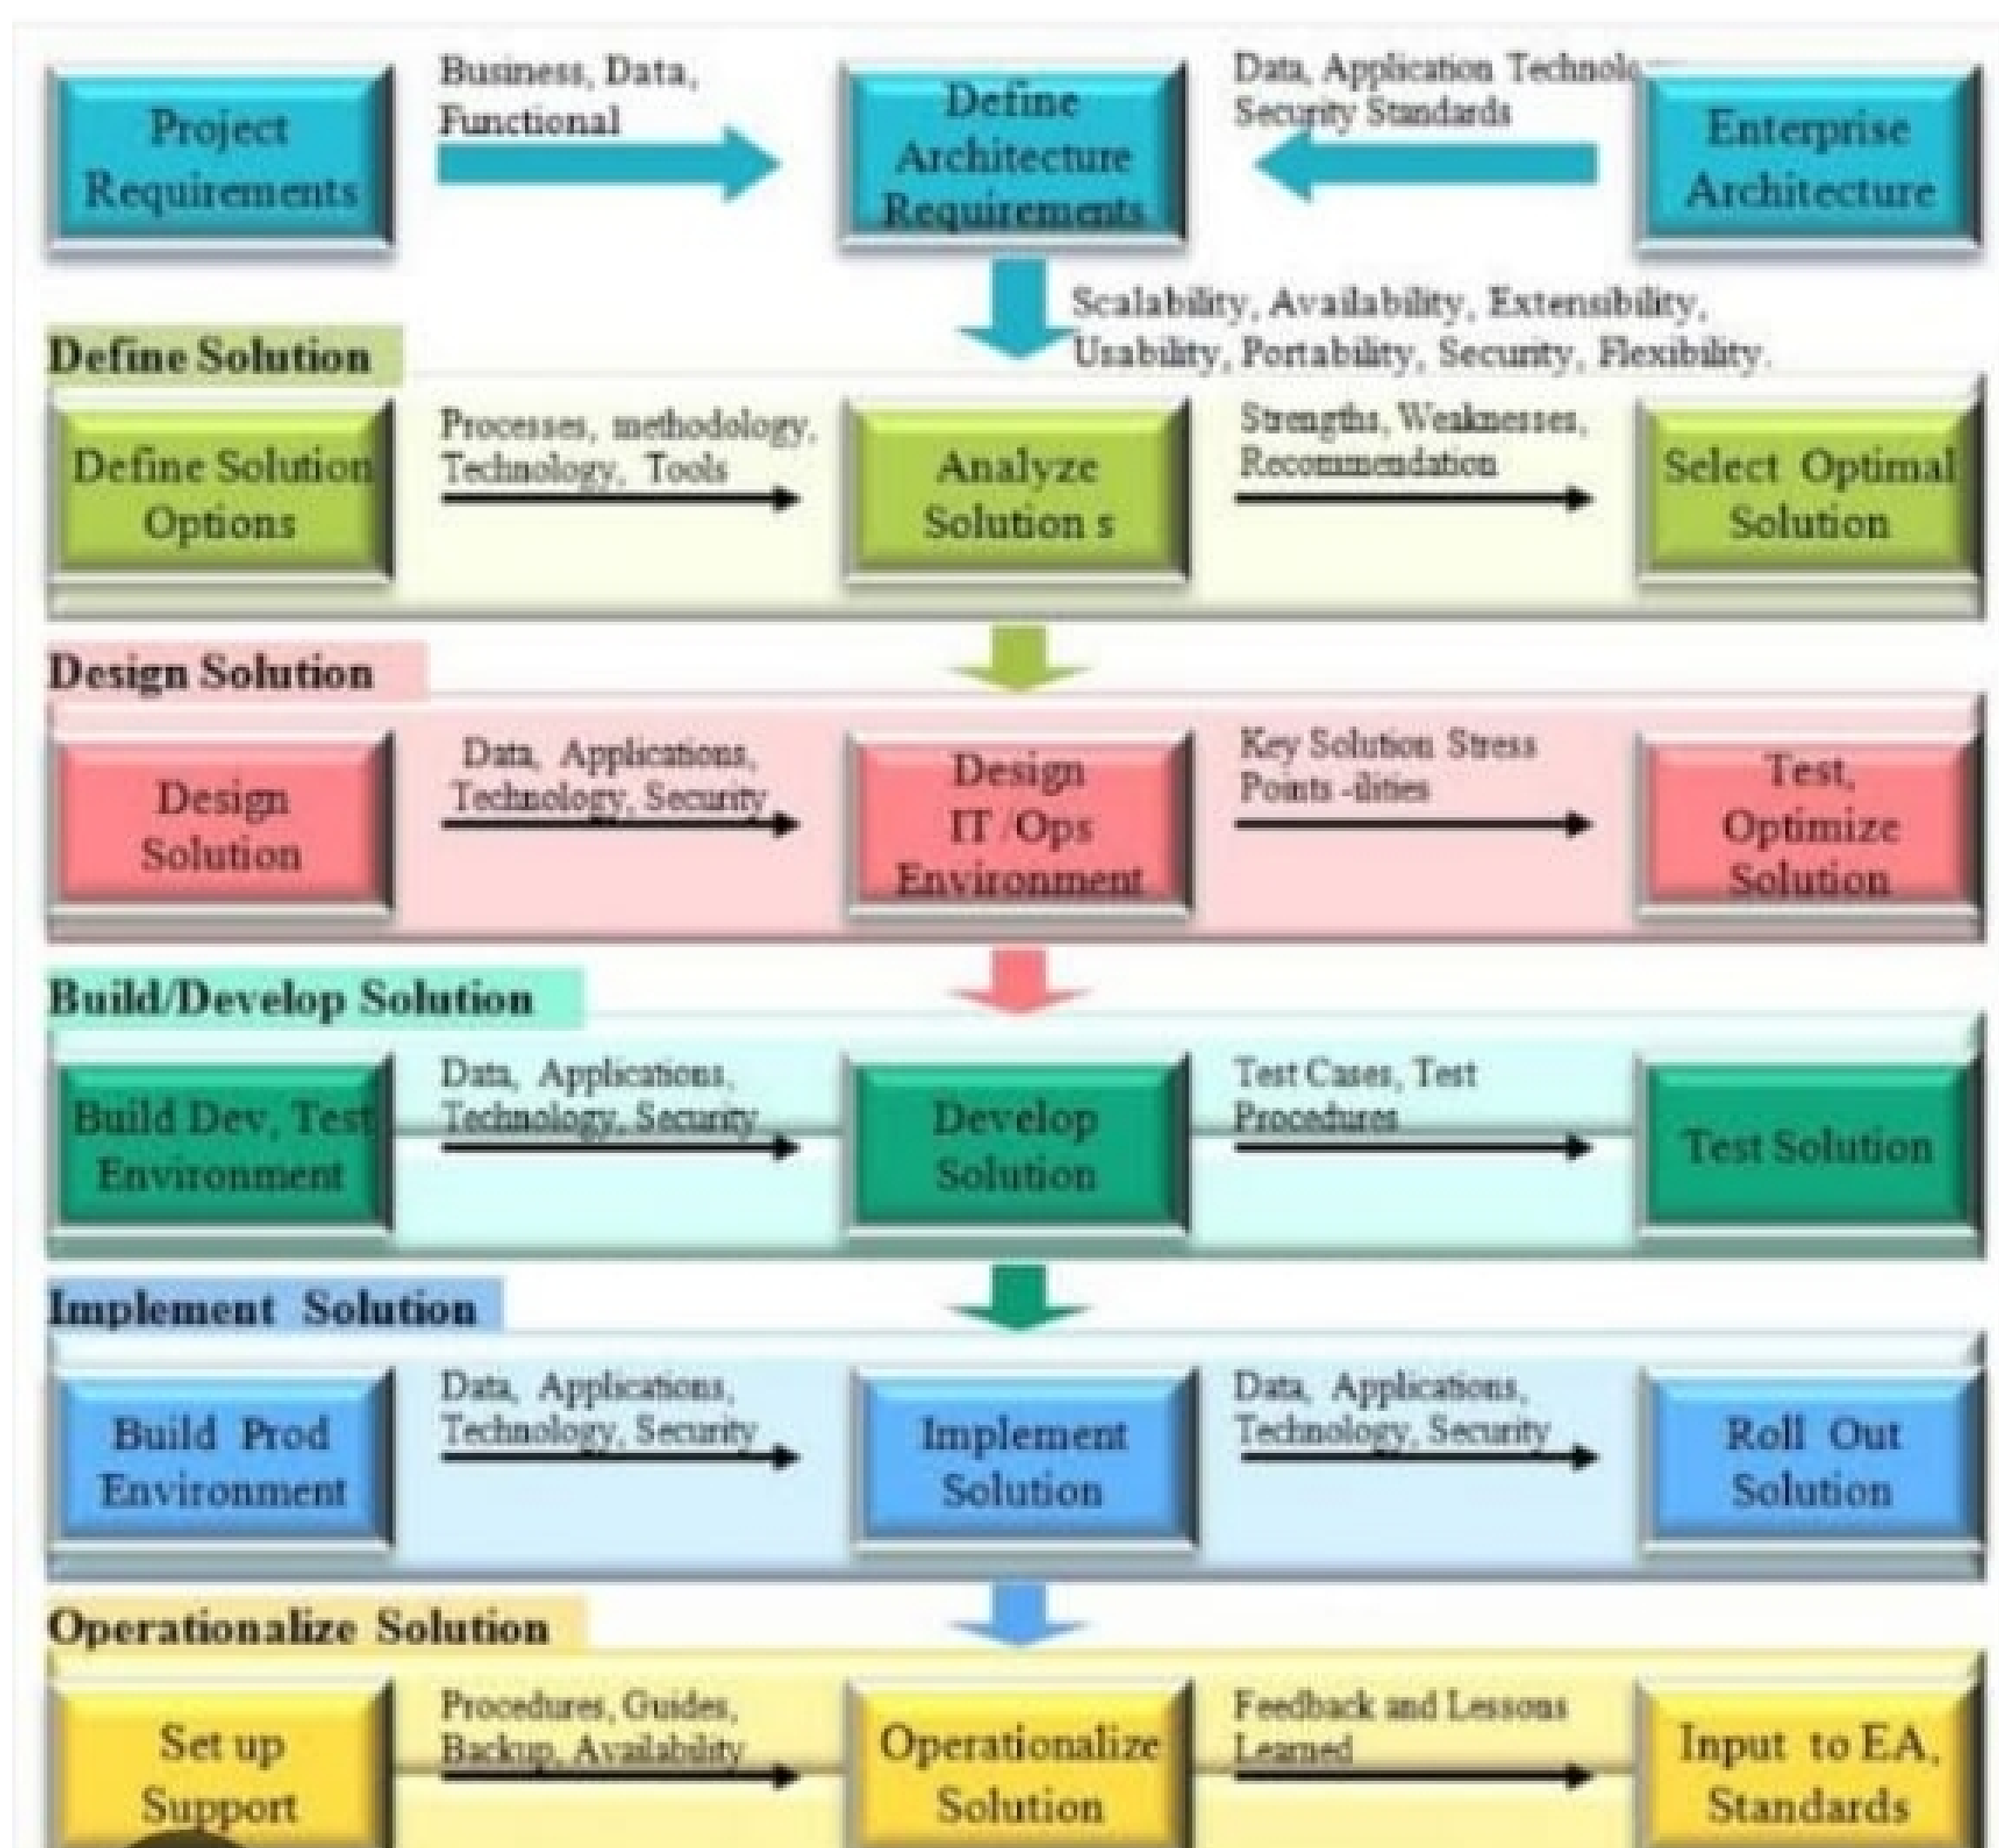 Project
Requirements
Business, Data,
Functional
Define
Architecture
Requirements
Data, Application
Security Standards
Enterprise
Architecture
Scalability, Availability, Extensibility,
Usability, Portability, Security, Flexibility.
Define Solution
Define Solution
Options
Processes, methodology,
Technology, Tools
Analyze
Solution s
Strengths, Weaknesses,
Recommendation
Select Optimal
Solution
Design Solution
Design
Solution
Data, Applications,
Technology, Security
Design
IT /Ops
Environment
Key Solution Stress
Points -ilities
Test,
Optimize
Solution
Build/Develop Solution
Build Dev, Test
Environment
Data, Applications,
Technology, Security
Develop
Solution
Test Cases, Test
Procedures
Test Solution
Implement Solution
Build Prod
Environment
Data, Applications,
Technology, Security
Implement
Solution
Data, Applications,
Technology, Security
Roll Out
Solution
Operationalize Solution
Set up
Support
Procedures, Guides,
Backup, Availability
Operationalize
Solution
Feedback and Lessons
Learned
Input to EA,
Standards